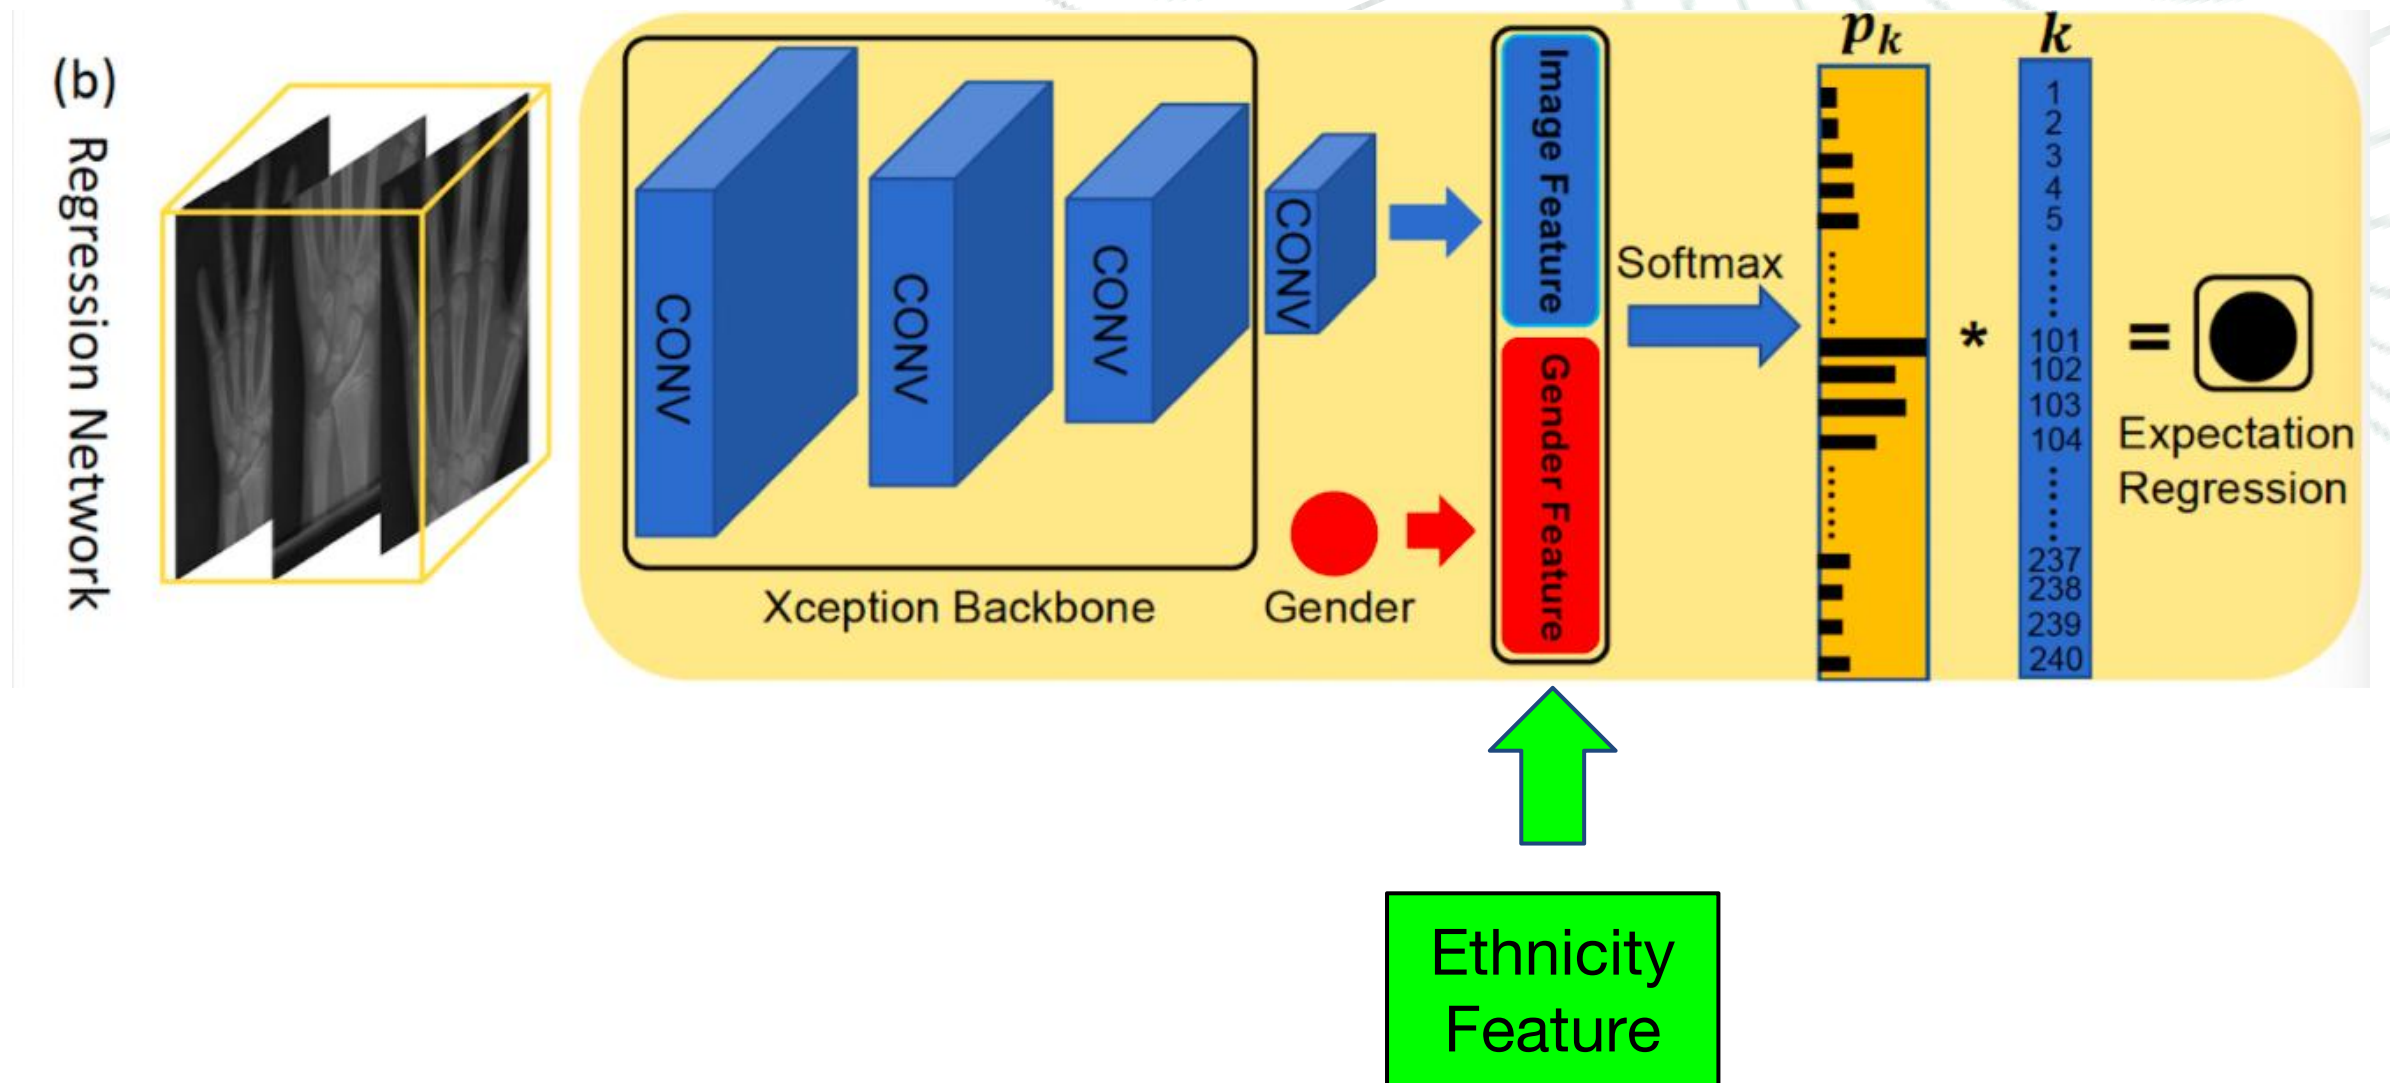 (b) Regression Network
CONV
CONV
CONV
CONV
Xception Backbone
Gender
Image Feature
Gender Feature
Softmax
pk
1
2
3
4
5
101
102
103
104
237
238
239
240
*
k
=
Expectation
Regression
Ethnicity
Feature